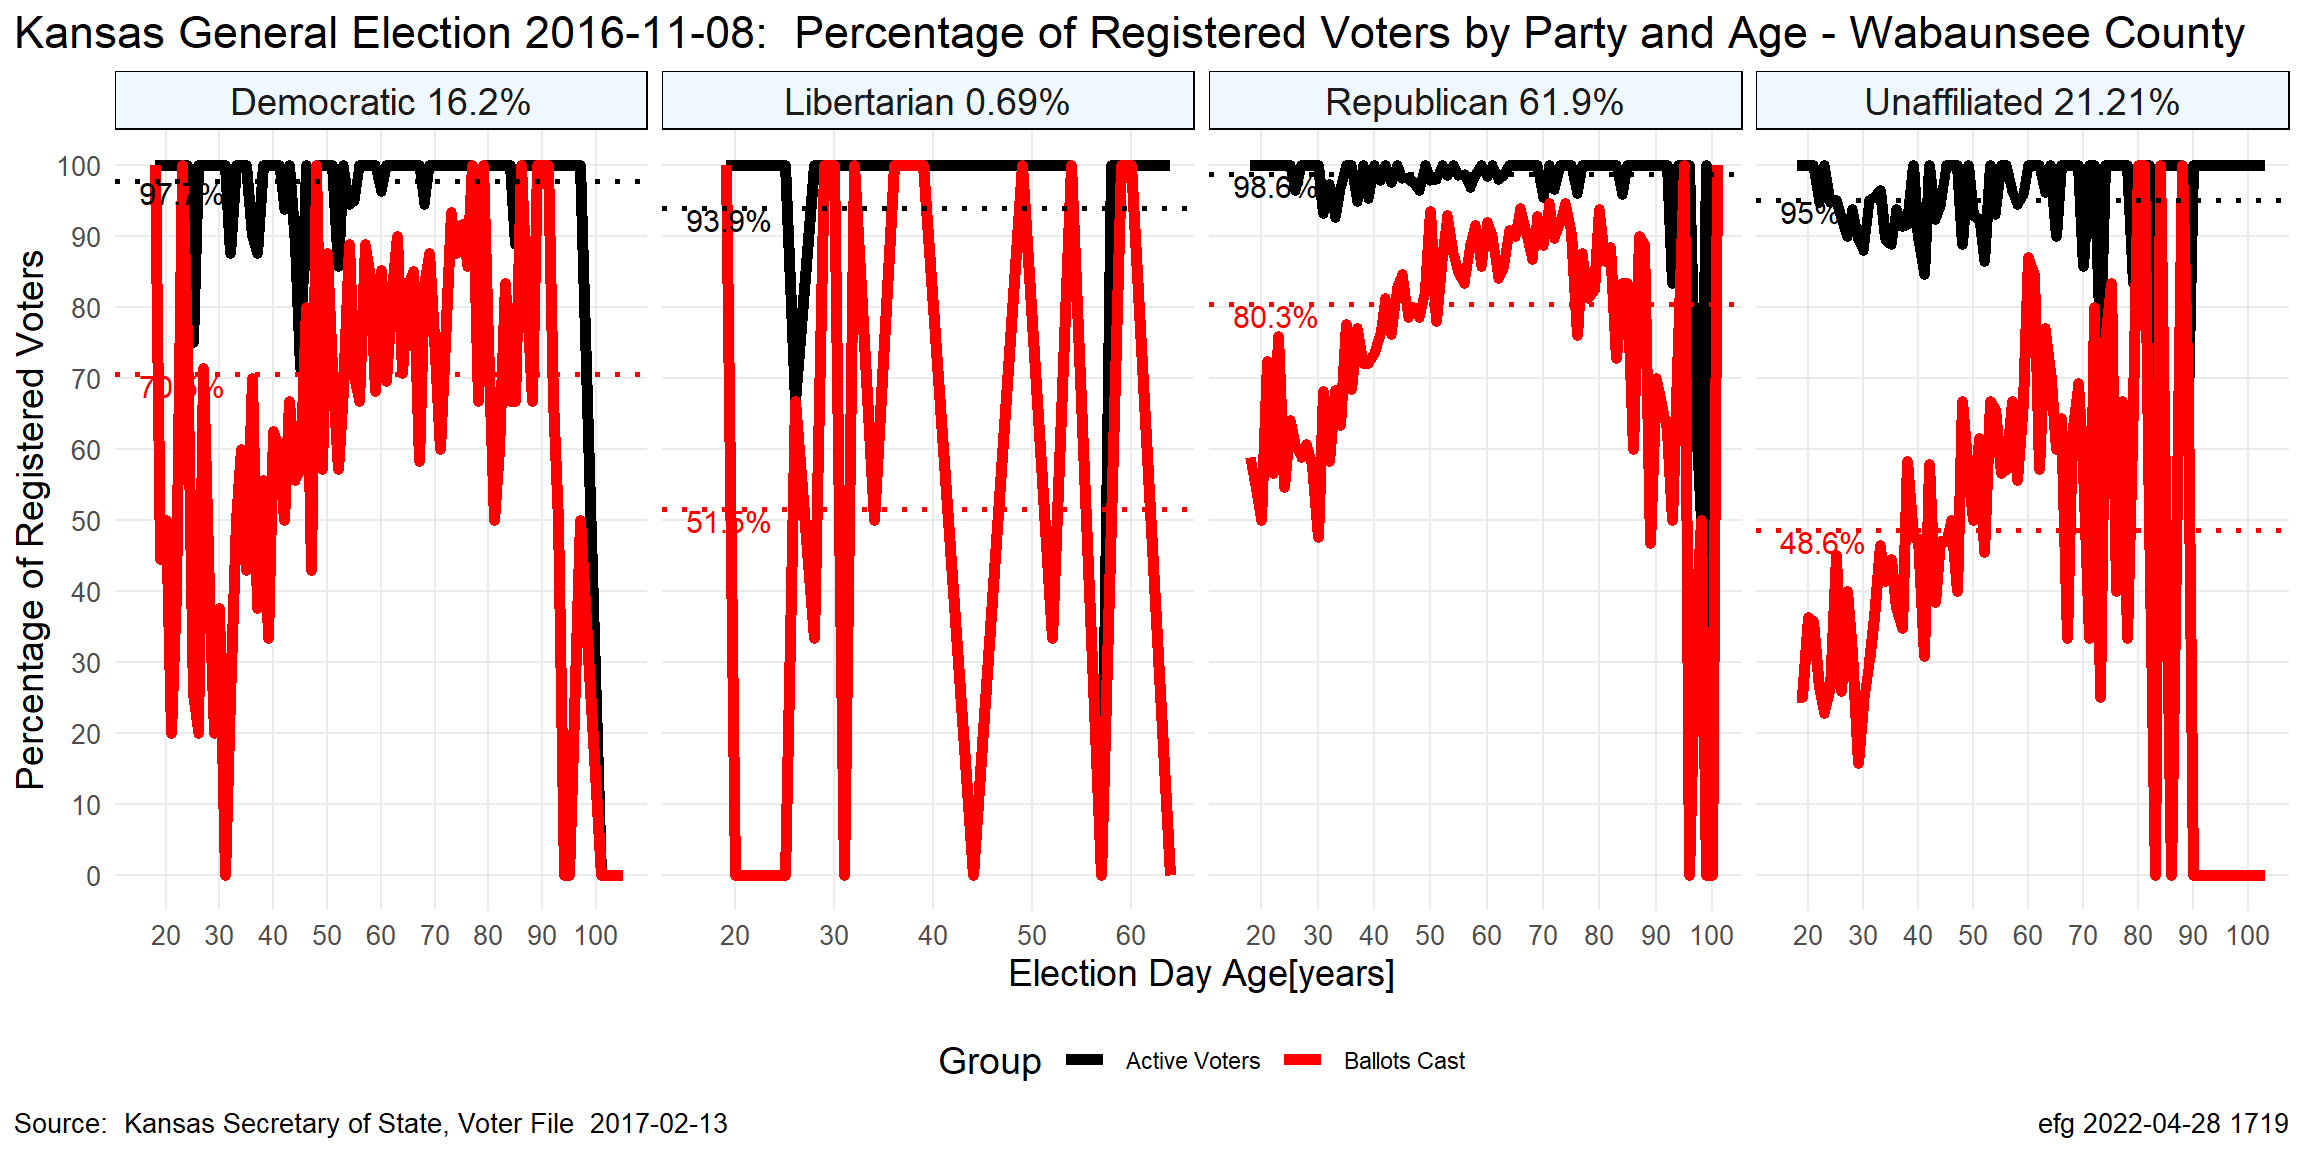 Kansas General Election 2016-11-08:  Percentage of Registered Voters by Party and Age - Wabaunsee County
Democratic 16.2%
Libertarian 0.69%
Republican 61.9%
Unaffiliated 21.21%
Percentage of Registered Voters
100
90
80
70
60
50
40
30
20
10
0
97.7%
93.9%
51.5%
98.6%
80.3%
95%
48.6%
20 30 40 50 60 70 80 90 100
20 30 40 50 60
20 30 40 50 60 70 80 90 100
20 30 40 50 60 70 80 90 100
Election Day Age[years]
Group Active Voters Ballots Cast
Source:  Kansas Secretary of State, Voter File  2017-02-13
efg 2022-04-28 1719